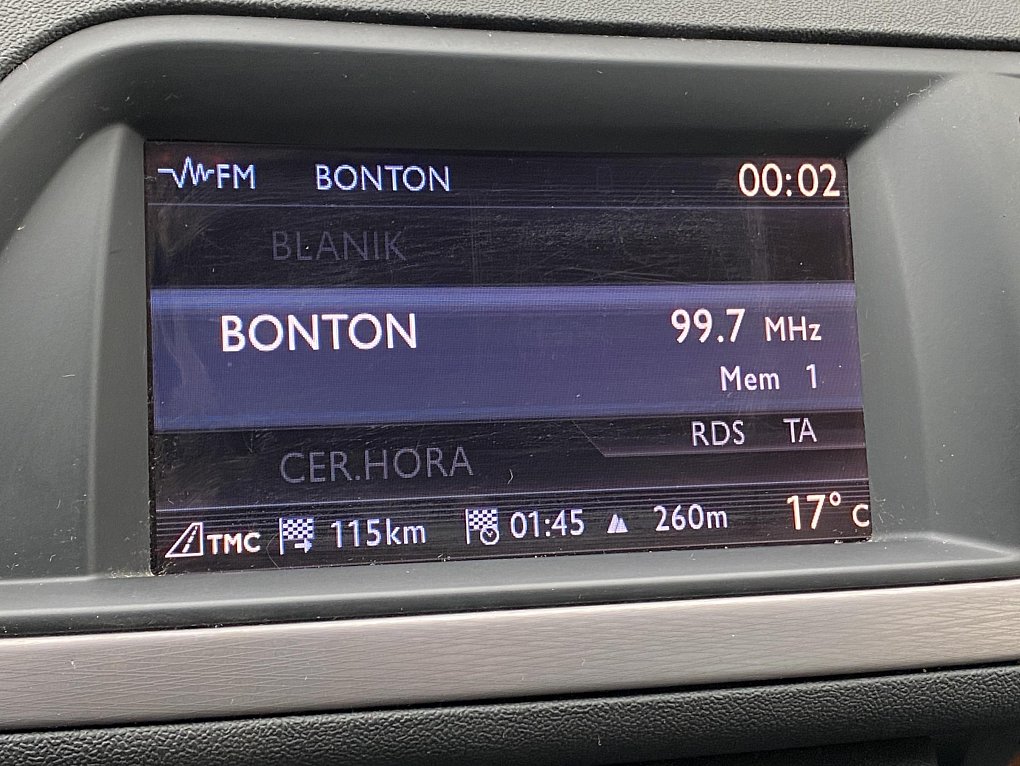 FM BONTON 00:02
BLANIK
BONTON 99.7 MHz
Mem 1
RDS TA
CER.HORA
TMC 115km 01:45 260m 17° C